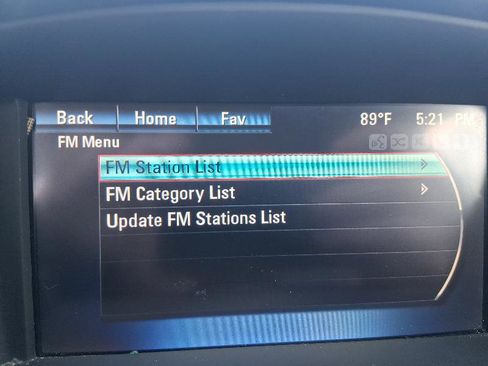 Back Home Fav 89°F 5:21 PM
FM Menu
FM Station List
FM Category List
Update FM Stations List